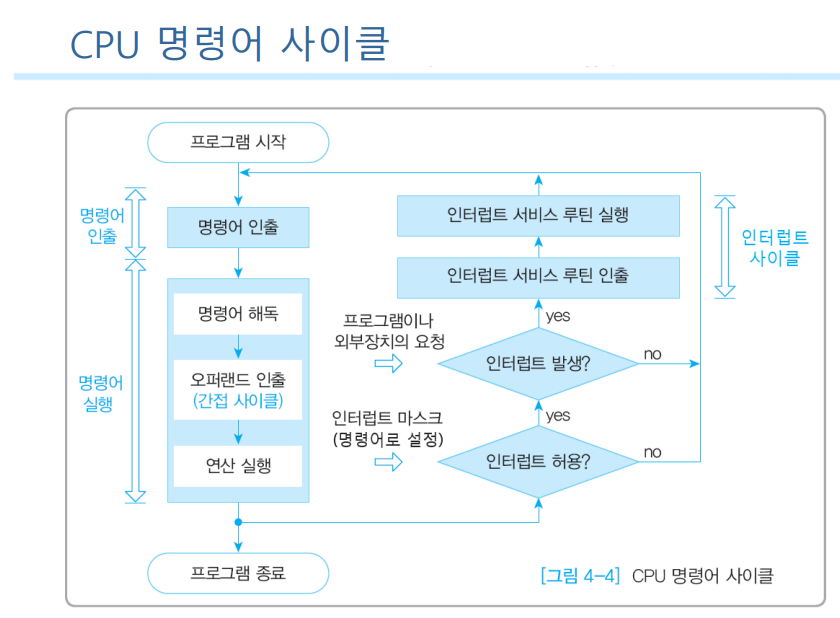 CPU 명령어 사이클
프로그램 시작
명령어
인출
명령어 인출
명령어
실행
명령어 해독
오퍼랜드 인출
(간접 사이클)
연산 실행
프로그램 종료
인터럽트 서비스 루틴 실행
인터럽트 서비스 루틴 인출
인터럽트
사이클
yes
프로그램이나
외부장치의 요청
인터럽트 발생?
no
yes
인터럽트 마스크
(명령어로 설정)
인터럽트 허용?
no
[그림 4-4] CPU 명령어 사이클